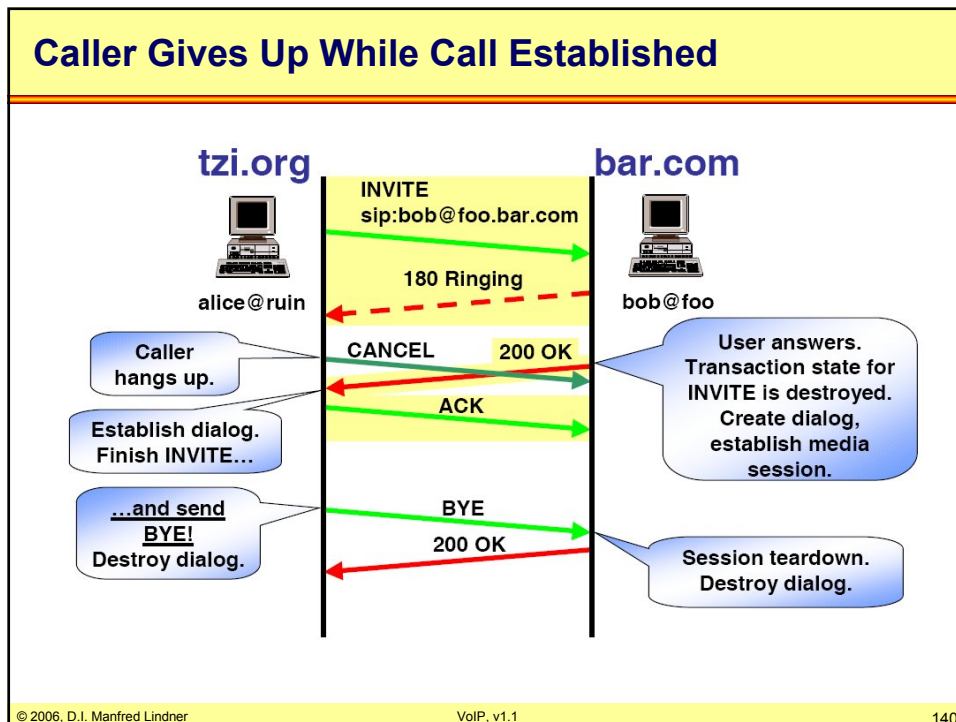 Caller Gives Up While Call Established
tzi.org
bar.com
INVITE
sip:bob@foo.bar.com
180 Ringing
alice@ruin
bob@foo
Caller
hangs up.
CANCEL
200 OK
User answers.
Transaction state for
INVITE is destroyed.
Create dialog,
establish media
session.
ACK
Establish dialog.
Finish INVITE…
…and send
BYE!
Destroy dialog.
BYE
200 OK
Session teardown.
Destroy dialog.
© 2006, D.I. Manfred Lindner
VoIP, v1.1
140